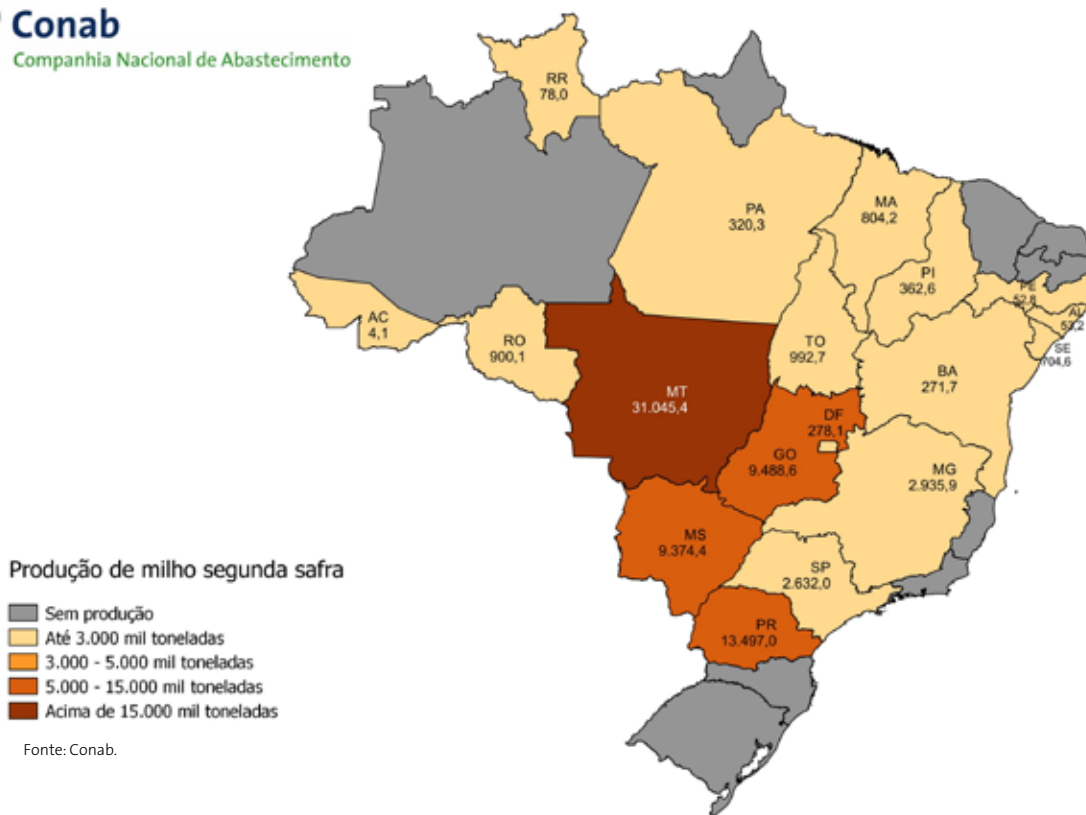 Conab
Companhia Nacional de Abastecimento
RR
78,0
PA
320,3
MA
804,2
PI
362,6
PE
52,8
AL
53,2
SE
704,6
AC
4,1
RO
900,1
TO
992,7
BA
271,7
MT
31.045,4
DF
278,1
GO
9.488,6
MG
2.935,9
MS
9.374,4
SP
2.632,0
PR
13.497,0
Produção de milho segunda safra
Sem produção
Até 3.000 mil toneladas
3.000 - 5.000 mil toneladas
5.000 - 15.000 mil toneladas
Acima de 15.000 mil toneladas
Fonte: Conab.